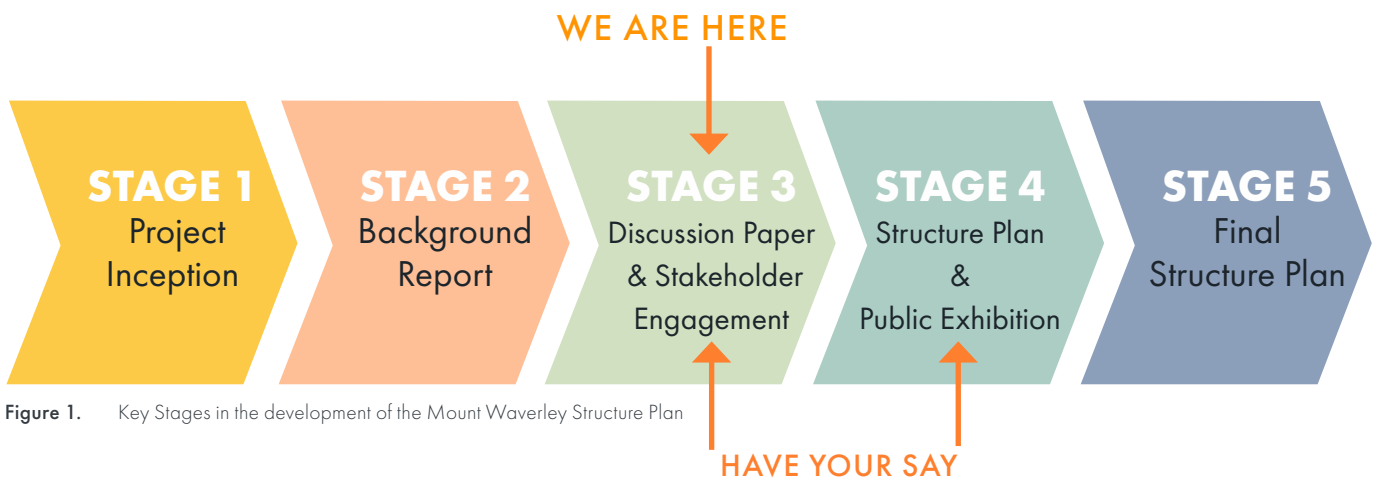 WE ARE HERE
STAGE 1
Project
Inception
STAGE 2
Background
Report
STAGE 3
Discussion Paper
& Stakeholder
Engagement
STAGE 4
Structure Plan
&
Public Exhibition
STAGE 5
Final
Structure Plan
Figure 1. Key Stages in the development of the Mount Waverley Structure Plan
HAVE YOUR SAY